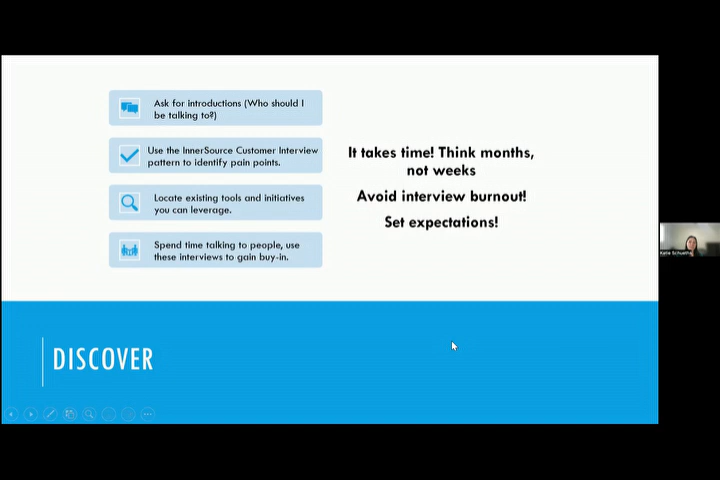 Ask for introductions (Who should I
be talking to?)
Use the InnerSource Customer Interview
pattern to identify pain points.
Locate existing tools and initiatives
you can leverage.
Spend time talking to people, use
these interviews to gain buy-in.
It takes time! Think months,
not weeks
Avoid interview burnout!
Set expectations!
DISCOVER